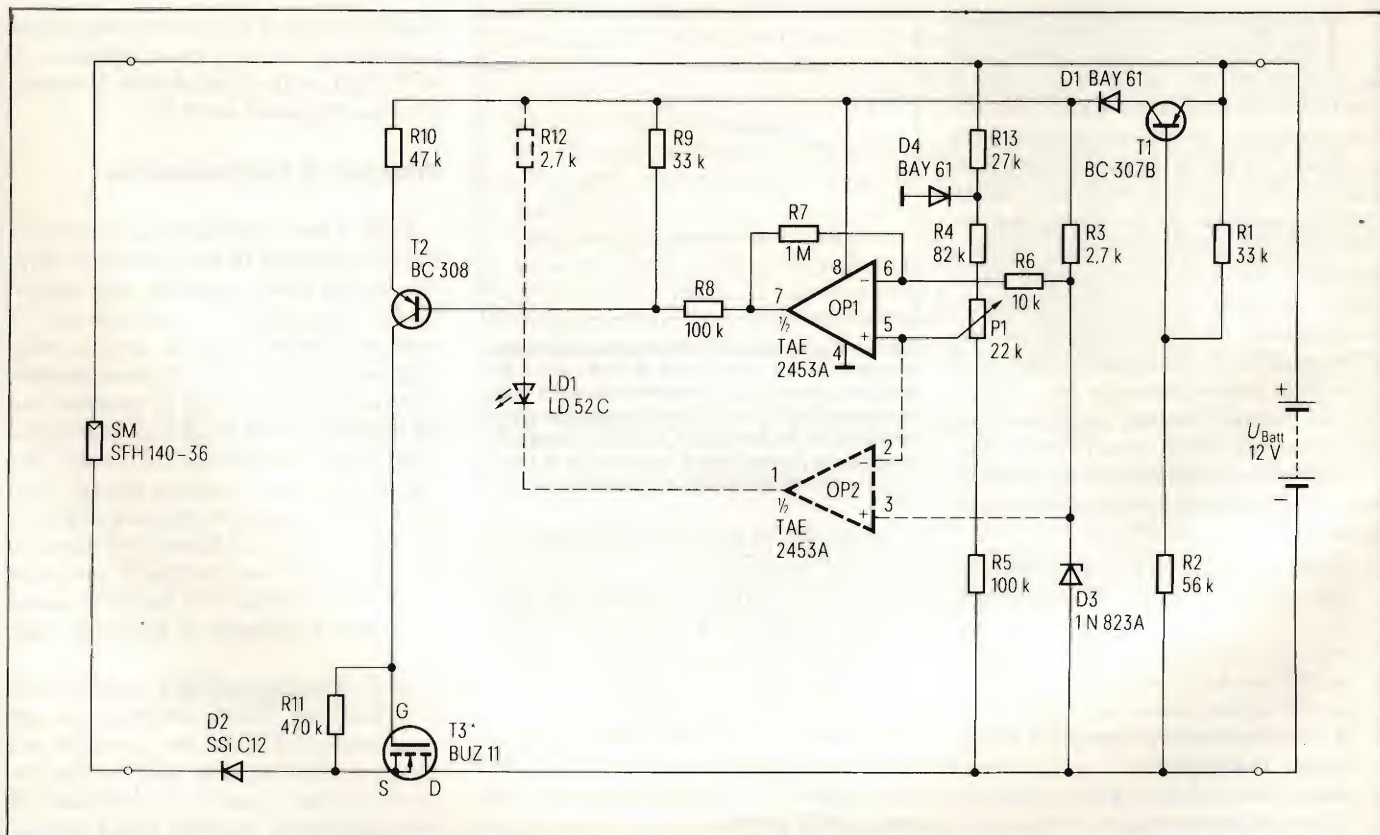 D1 BAY 61
R10
47 k
R12
2,7 k
R9
33 k
D4
BAY 61
R13
27k
T1
BC 307B
R7
1 M
R4
82 k
R3
2,7 k
R1
33 k
T2
BC 308
R6
10 k
8
6
−
OP1
7
5
+
4
R8
100 k
½
TAE
2453A
P1
22 k
LD1
LD 52 C
SM
SFH 140-36
+
U Batt
12 V
−
2
−
OP2
1
3
+
½
TAE
2453A
R5
100 k
D3
1 N 823A
R2
56 k
R11
470 k
G
T3*
BUZ 11
D2
SSi C12
S
D